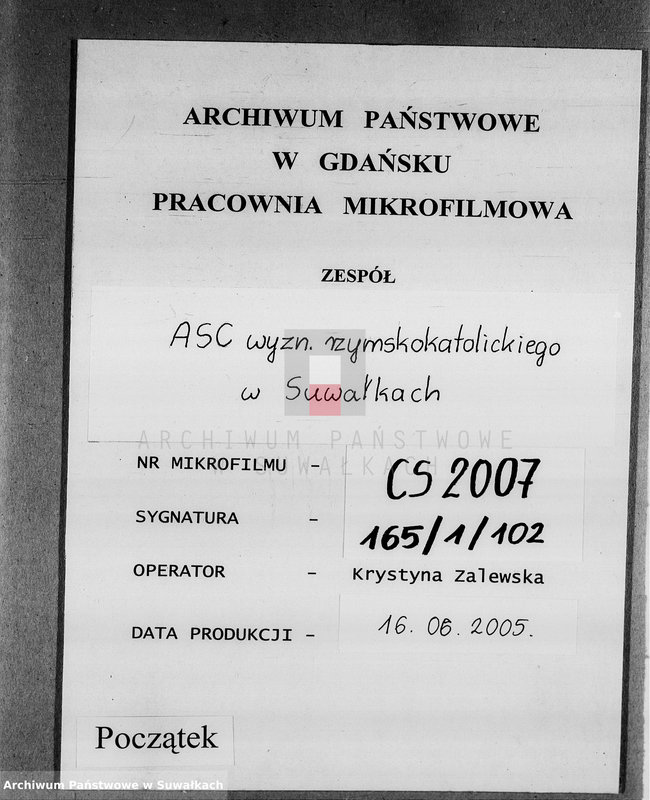 ARCHIWUM PAŃSTWOWE
W GDAŃSKU
PRACOWNIA MIKROFILMOWA
ZESPÓŁ
ASC wyzn. rzymskokatolickiego
w Suwałkach
ARCHIWUM PAŃSTWOWE
W SUWAŁKACH
NR MIKROFILMU – CS 2007
SYGNATURA – 165/1/102
OPERATOR – Krystyna Zalewska
DATA PRODUKCJI – 16. 06. 2005.
Początek
Archiwum Państwowe w Suwałkach